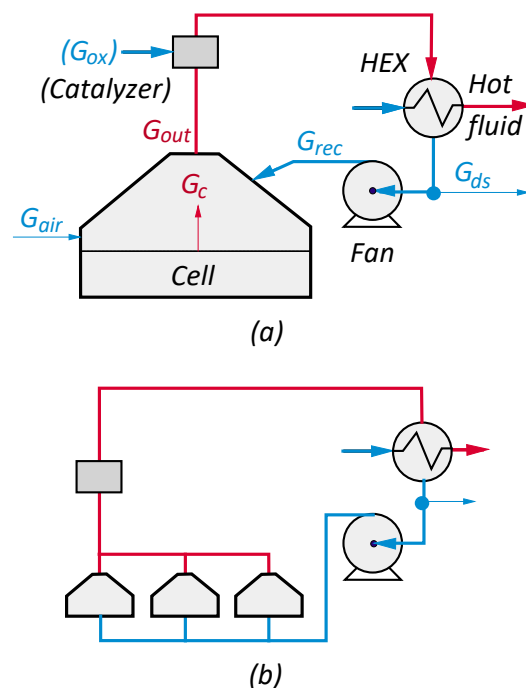 (G_ox)
(Catalyzer)
HEX
Hot
fluid
G_out
G_rec
G_c
G_ds
G_air
Fan
Cell
(a)
(b)